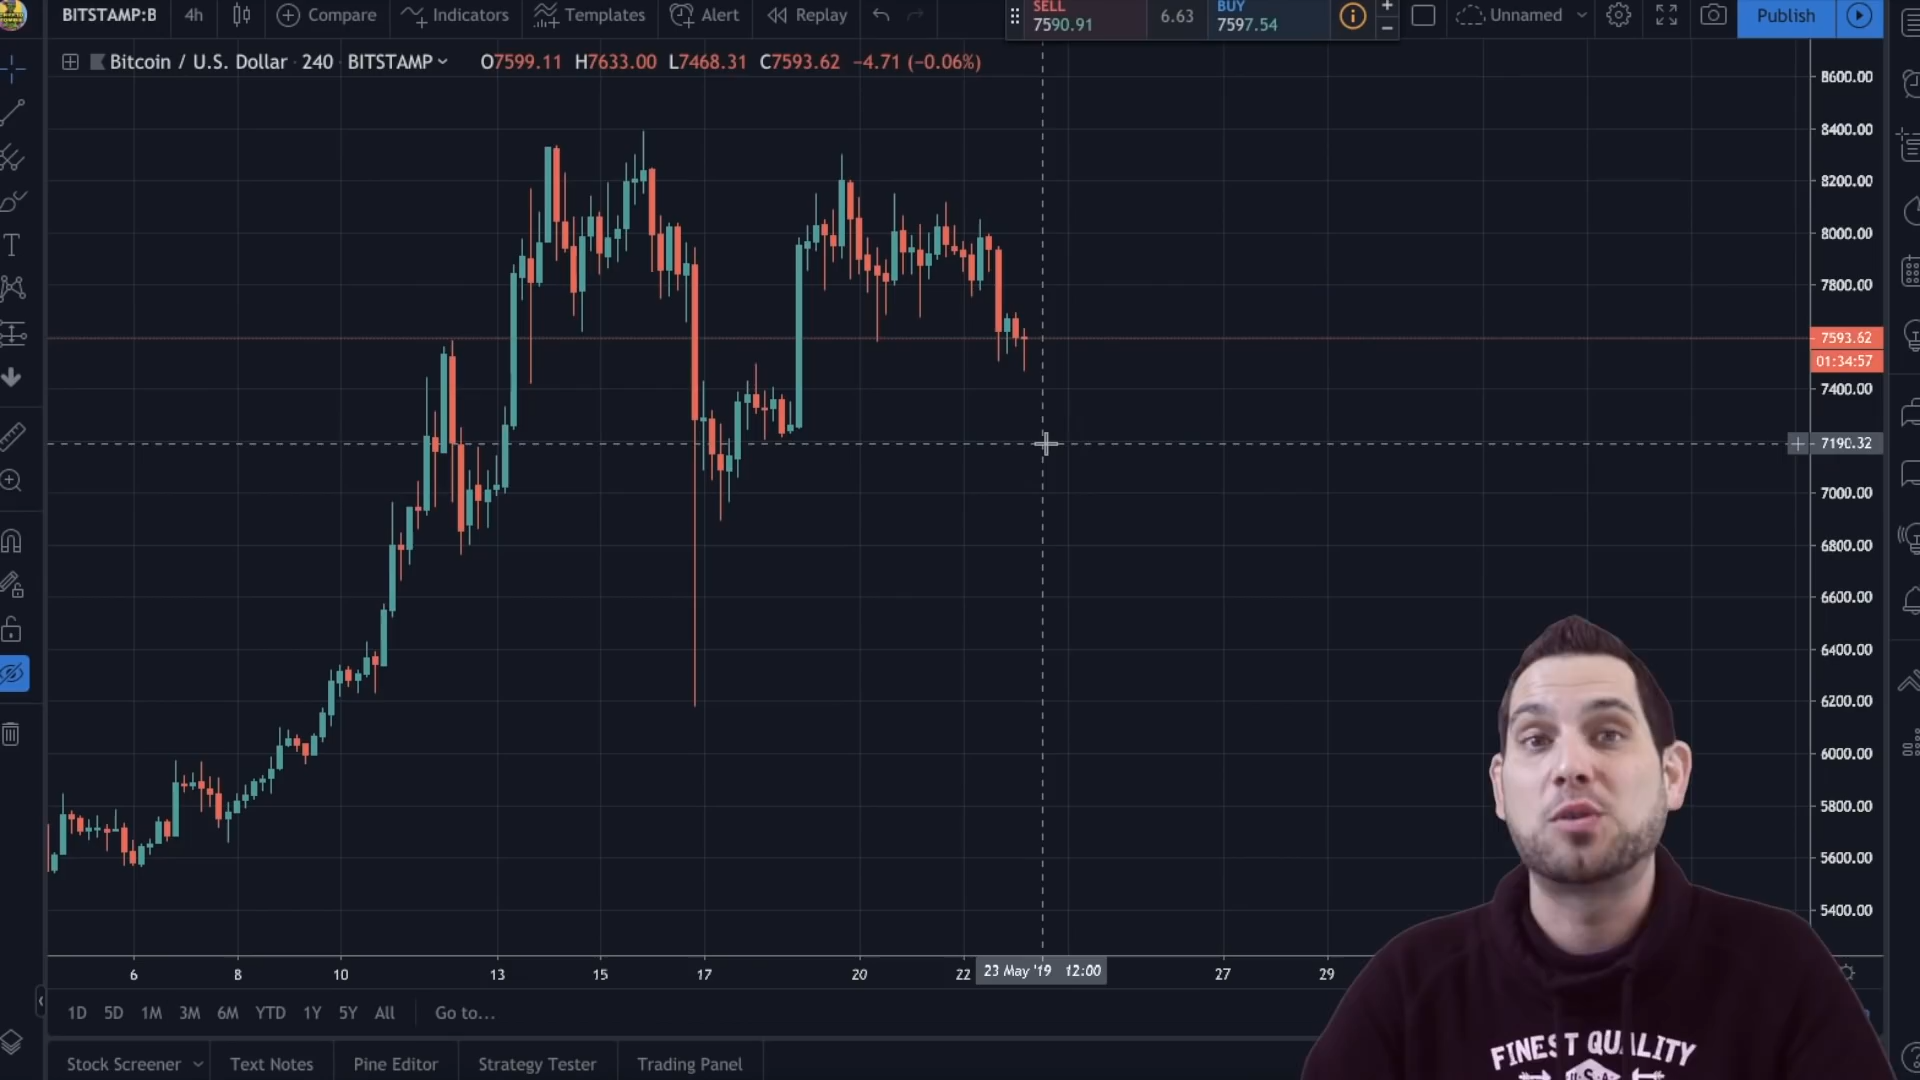 BITSTAMP:B 4h Compare Indicators Templates Alert Replay SELL 7590.91 6.63 BUY 7597.54 Unnamed Publish
Bitcoin / U.S. Dollar 240 BITSTAMP O7599.11 H7633.00 L7468.31 C7593.62 −4.71 (−0.06%)
8600.00
8400.00
8200.00
8000.00
7800.00
7593.62
01:34:57
7400.00
7190.32
7000.00
6800.00
6600.00
6400.00
6200.00
6000.00
5800.00
5600.00
5400.00
6 8 10 13 15 17 20 22 23 May '19 12:00 27 29
1D 5D 1M 3M 6M YTD 1Y 5Y All Go to...
Stock Screener Text Notes Pine Editor Strategy Tester Trading Panel
FINEST QUALITY
U.S.A